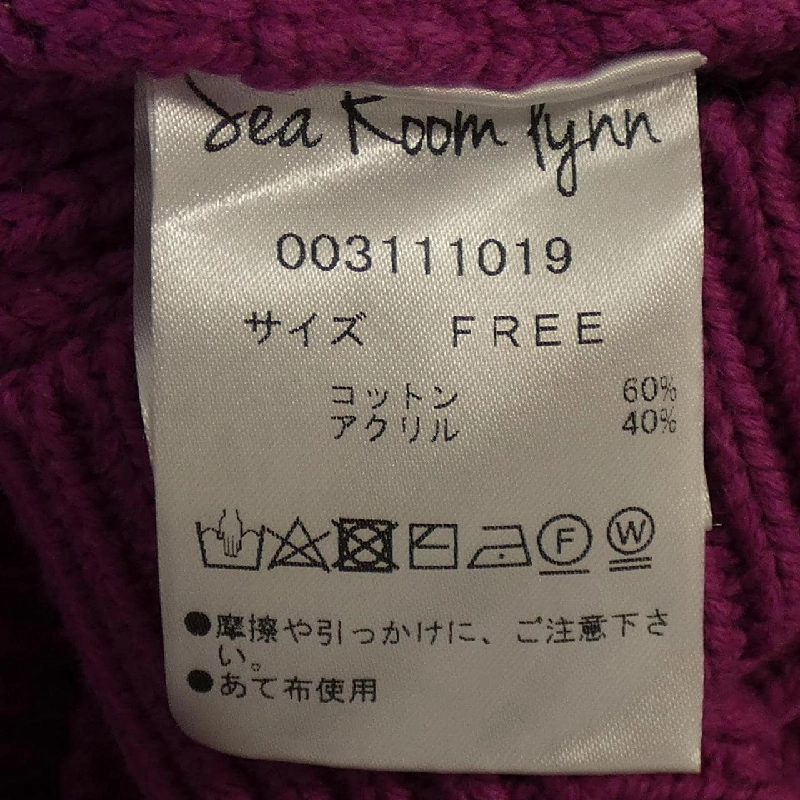 Sea Room lynn
003111019
サイズ FREE
コットン 60%
アクリル 40%
F W
●摩擦や引っかけに、ご注意下さ
い。
●あて布使用